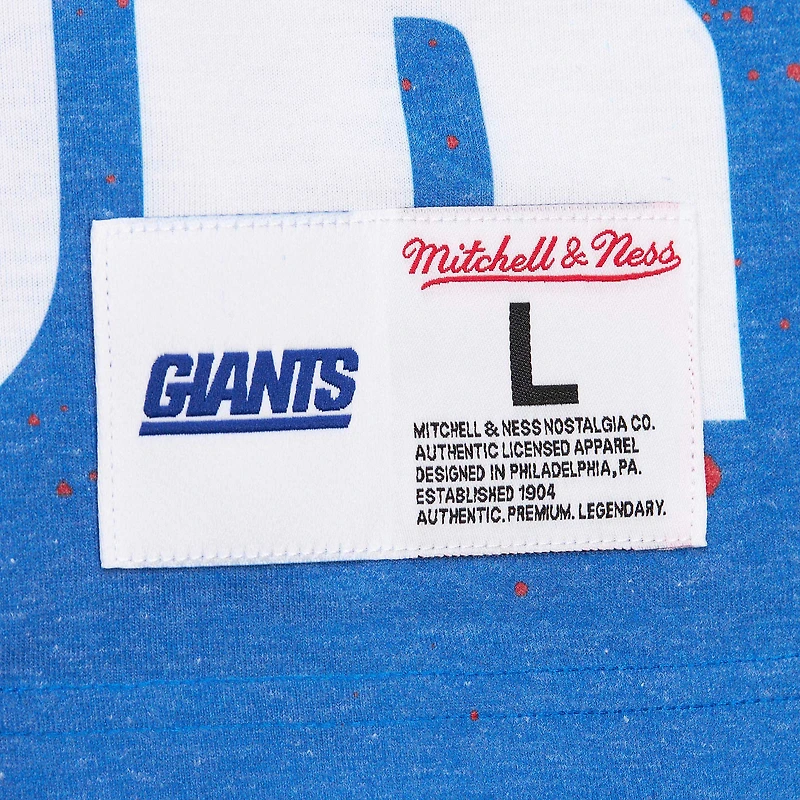 GIANTS
Mitchell & Ness
L
MITCHELL & NESS NOSTALGIA CO.
AUTHENTIC LICENSED APPAREL
DESIGNED IN PHILADELPHIA, PA.
ESTABLISHED 1904
AUTHENTIC. PREMIUM. LEGENDARY.